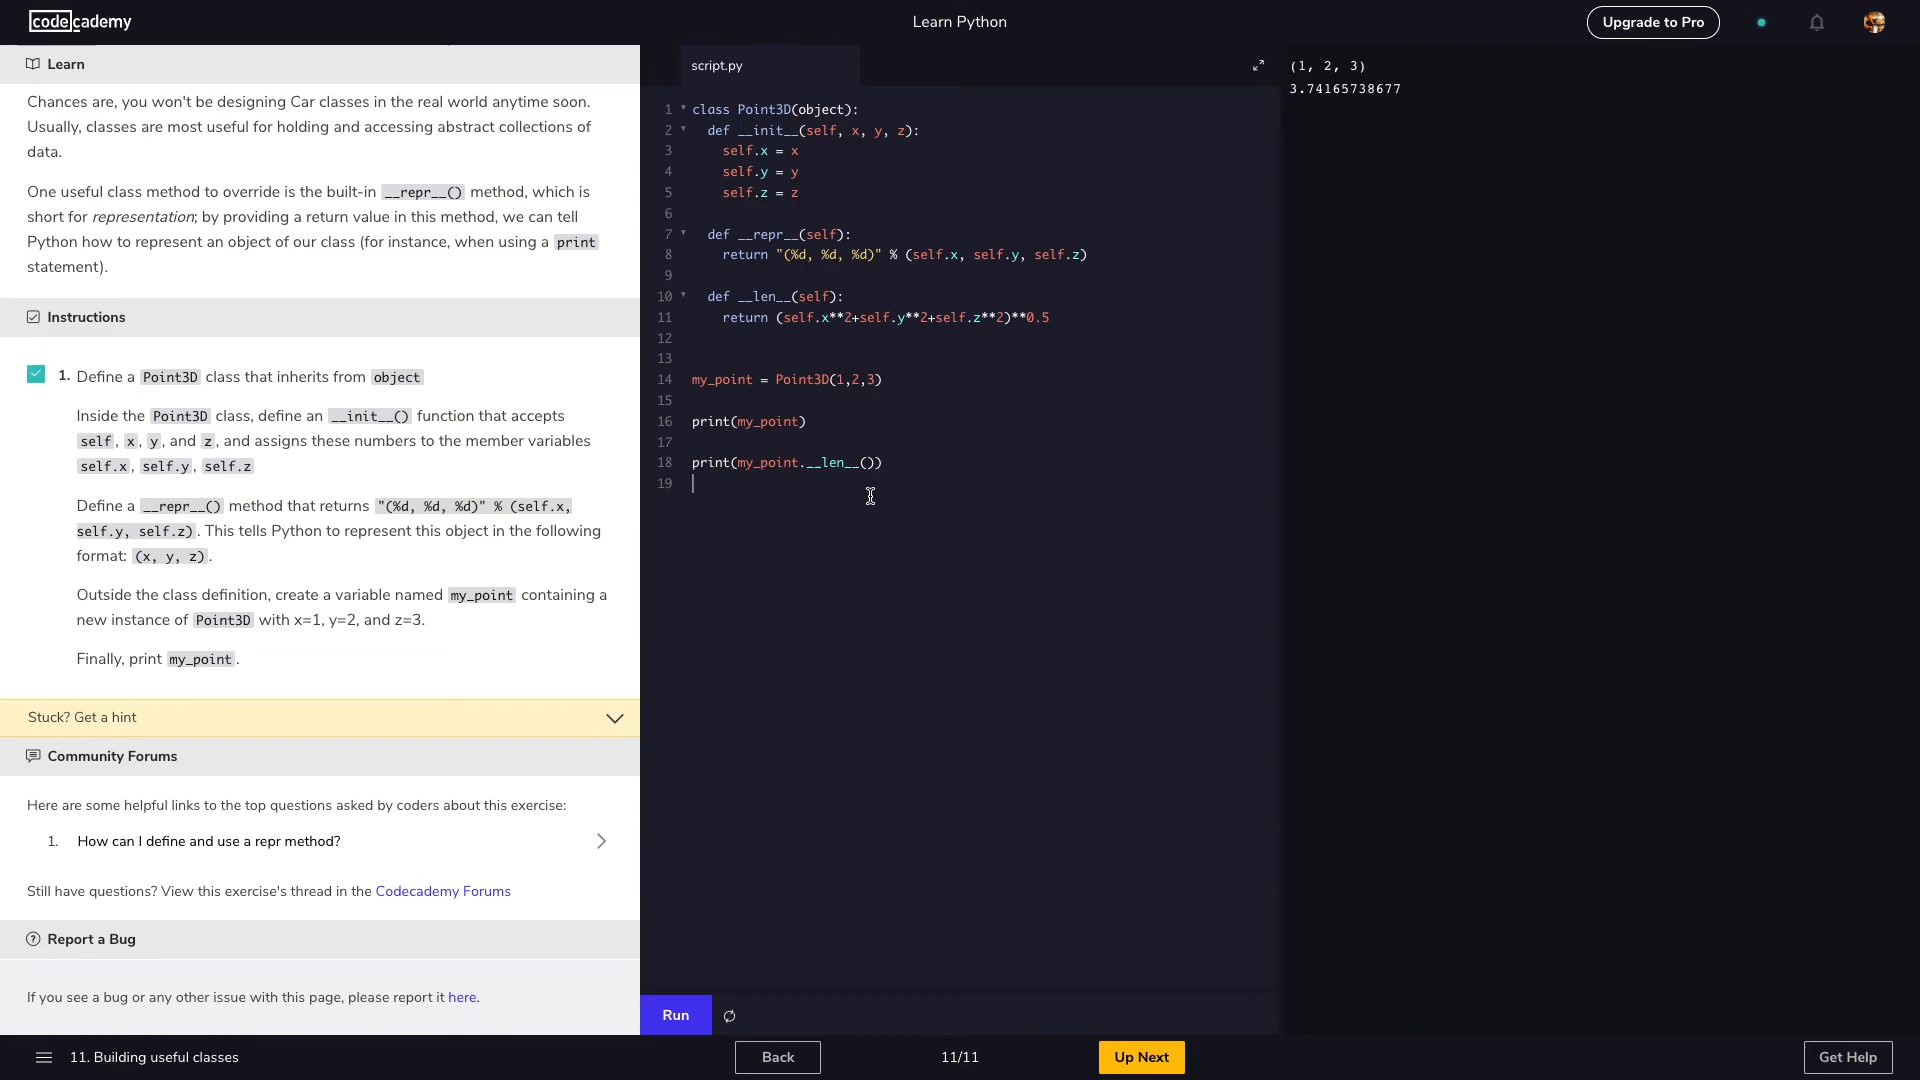 codecademy
Learn Python
Upgrade to Pro
Learn
Chances are, you won't be designing Car classes in the real world anytime soon.
Usually, classes are most useful for holding and accessing abstract collections of
data.
One useful class method to override is the built-in __repr__() method, which is
short for representation; by providing a return value in this method, we can tell
Python how to represent an object of our class (for instance, when using a print
statement).
Instructions
1. Define a Point3D class that inherits from object
Inside the Point3D class, define an __init__() function that accepts
self, x, y, and z, and assigns these numbers to the member variables
self.x, self.y, self.z
Define a __repr__() method that returns "(%d, %d, %d)" % (self.x,
self.y, self.z). This tells Python to represent this object in the following
format: (x, y, z).
Outside the class definition, create a variable named my_point containing a
new instance of Point3D with x=1, y=2, and z=3.
Finally, print my_point.
Stuck? Get a hint
Community Forums
Here are some helpful links to the top questions asked by coders about this exercise:
1. How can I define and use a repr method?
Still have questions? View this exercise's thread in the Codecademy Forums
Report a Bug
If you see a bug or any other issue with this page, please report it here.
script.py
1 class Point3D(object):
2   def __init__(self, x, y, z):
3     self.x = x
4     self.y = y
5     self.z = z
6
7   def __repr__(self):
8     return "(%d, %d, %d)" % (self.x, self.y, self.z)
9
10   def __len__(self):
11     return (self.x**2+self.y**2+self.z**2)**0.5
12
13
14 my_point = Point3D(1,2,3)
15
16 print(my_point)
17
18 print(my_point.__len__())
19
Run
(1, 2, 3)
3.74165738677
11. Building useful classes
Back
11/11
Up Next
Get Help